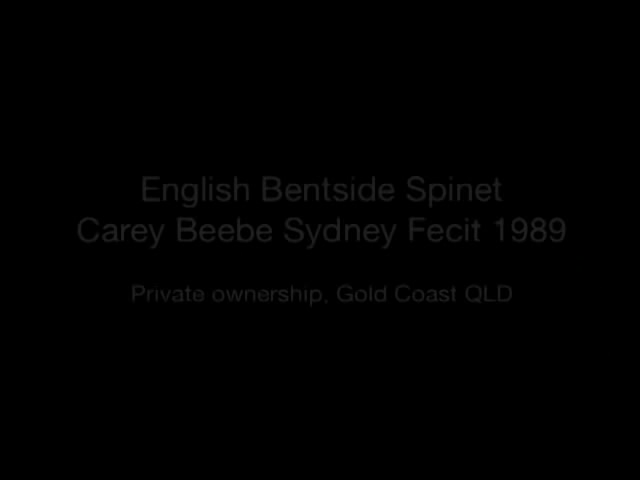 English Bentside Spinet
Carey Beebe Sydney Fecit 1989
Private ownership, Gold Coast QLD